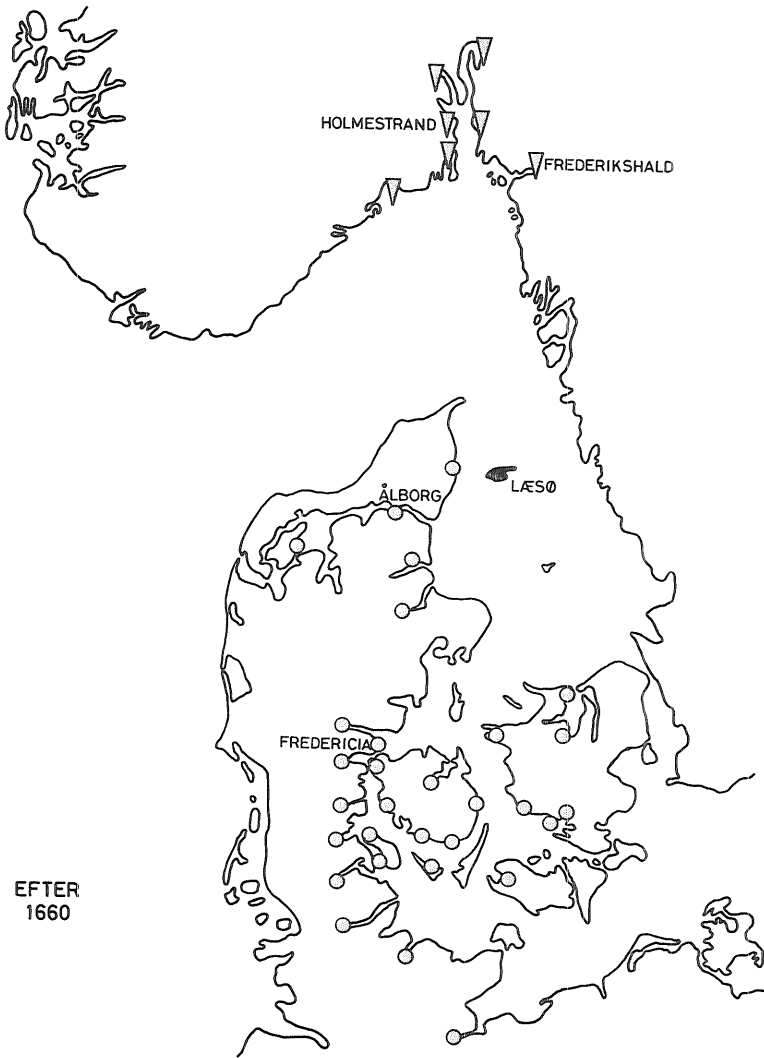 HOLMESTRAND
FREDERIKSHALD
LÆSØ
ÅLBORG
FREDERICIA
EFTER
1660